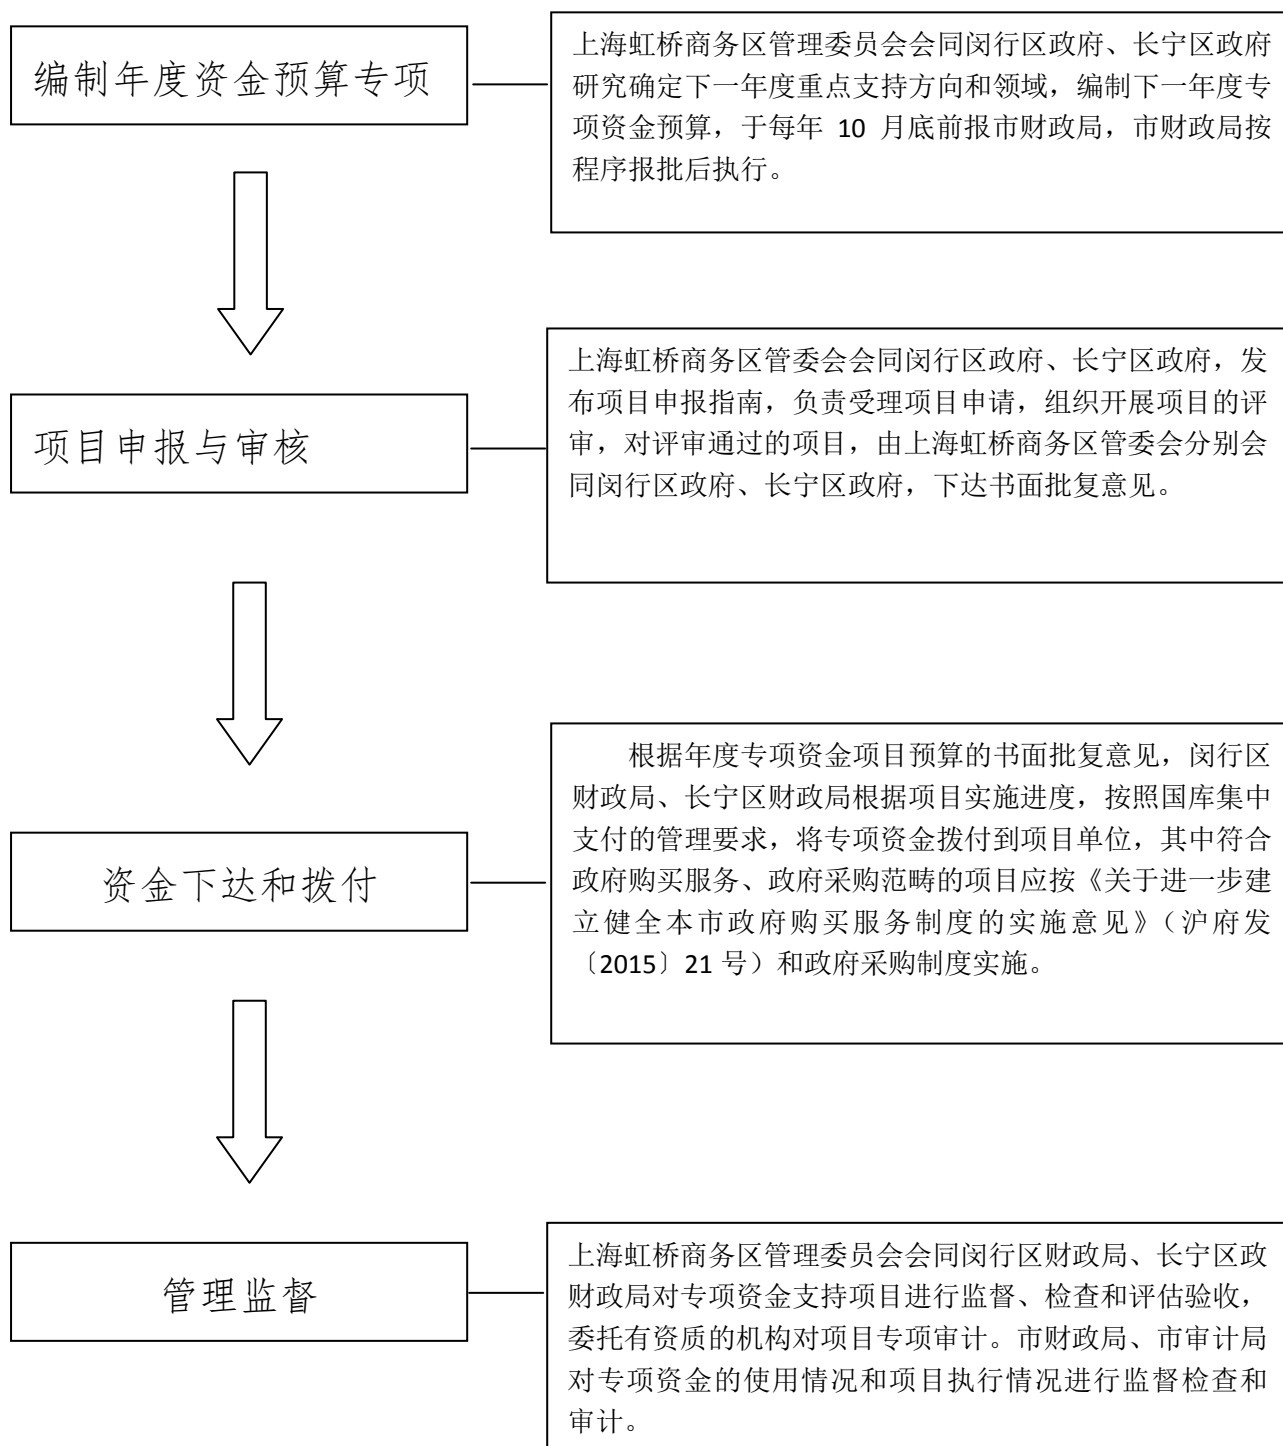 编制年度资金预算专项
上海虹桥商务区管理委员会会同闵行区政府、长宁区政府
研究确定下一年度重点支持方向和领域，编制下一年度专
项资金预算，于每年 10 月底前报市财政局，市财政局按
程序报批后执行。
项目申报与审核
上海虹桥商务区管委会会同闵行区政府、长宁区政府，发
布项目申报指南，负责受理项目申请，组织开展项目的评
审，对评审通过的项目，由上海虹桥商务区管委会分别会
同闵行区政府、长宁区政府，下达书面批复意见。
资金下达和拨付
根据年度专项资金项目预算的书面批复意见，闵行区
财政局、长宁区财政局根据项目实施进度，按照国库集中
支付的管理要求，将专项资金拨付到项目单位，其中符合
政府购买服务、政府采购范畴的项目应按《关于进一步建
立健全本市政府购买服务制度的实施意见》（沪府发
〔2015〕21 号）和政府采购制度实施。
管理监督
上海虹桥商务区管理委员会会同闵行区财政局、长宁区政
财政局对专项资金支持项目进行监督、检查和评估验收，
委托有资质的机构对项目专项审计。市财政局、市审计局
对专项资金的使用情况和项目执行情况进行监督检查和
审计。